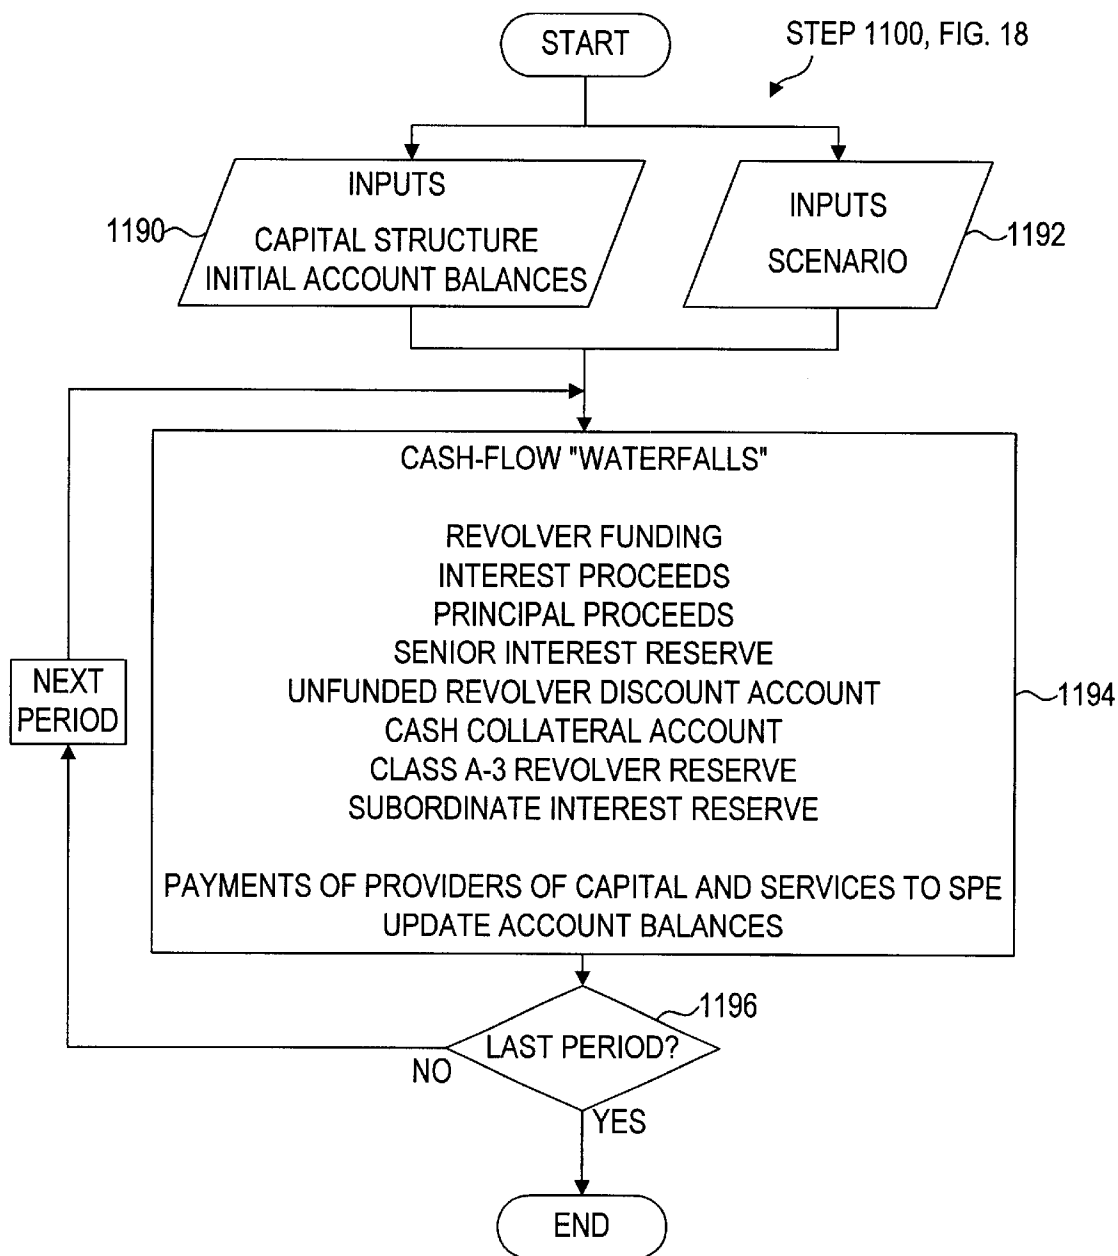 START
STEP 1100, FIG. 18
INPUTS
CAPITAL STRUCTURE
INITIAL ACCOUNT BALANCES
1190
INPUTS
SCENARIO
1192
CASH-FLOW "WATERFALLS"
REVOLVER FUNDING
INTEREST PROCEEDS
PRINCIPAL PROCEEDS
SENIOR INTEREST RESERVE
UNFUNDED REVOLVER DISCOUNT ACCOUNT
CASH COLLATERAL ACCOUNT
CLASS A-3 REVOLVER RESERVE
SUBORDINATE INTEREST RESERVE
PAYMENTS OF PROVIDERS OF CAPITAL AND SERVICES TO SPE
UPDATE ACCOUNT BALANCES
1194
NEXT
PERIOD
1196
LAST PERIOD?
NO
YES
END